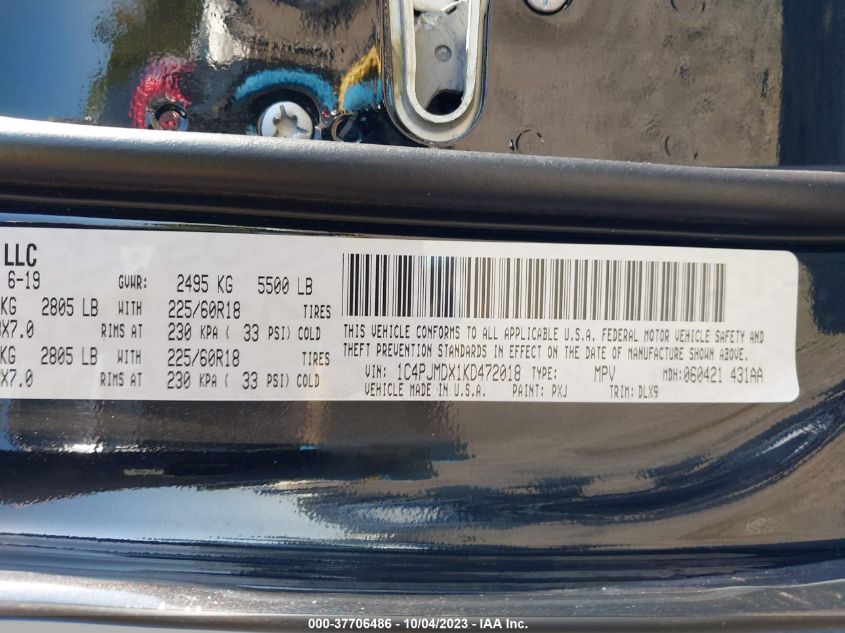 LLC
6-19 GVWR: 2495 KG 5500 LB
KG 2805 LB WITH 225/60R18 TIRES
X7.0 RIMS AT 230 KPA ( 33 PSI) COLD
KG 2805 LB WITH 225/60R18 TIRES
X7.0 RIMS AT 230 KPA ( 33 PSI) COLD
THIS VEHICLE CONFORMS TO ALL APPLICABLE U.S.A. FEDERAL MOTOR VEHICLE SAFETY AND
THEFT PREVENTION STANDARDS IN EFFECT ON THE DATE OF MANUFACTURE SHOWN ABOVE.
VIN: 1C4PJMDX1KD472018 TYPE: MPV MDH: 060421 431AA
VEHICLE MADE IN U.S.A. PAINT: PXJ TRIM: DLX9
000-37706486 - 10/04/2023 - IAA Inc.